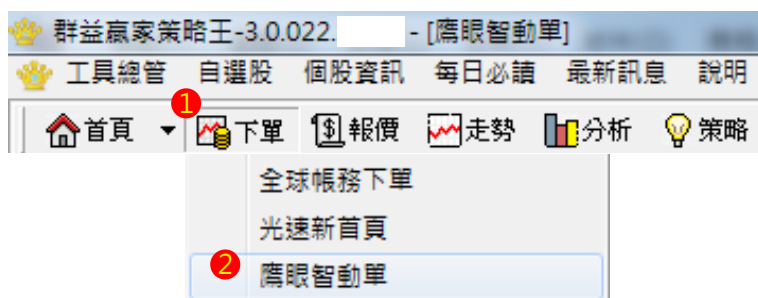 群益贏家策略王-3.0.022. - [鷹眼智動單]
工具總管 自選股 個股資訊 每日必讀 最新訊息 說明
1
首頁 下單 報價 走勢 分析 策略
全球帳務下單
光速新首頁
2 鷹眼智動單